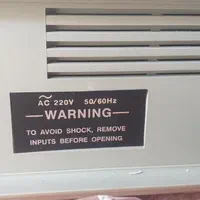 ~ AC 220V 50/60Hz
WARNING
TO AVOID SHOCK, REMOVE
INPUTS BEFORE OPENING